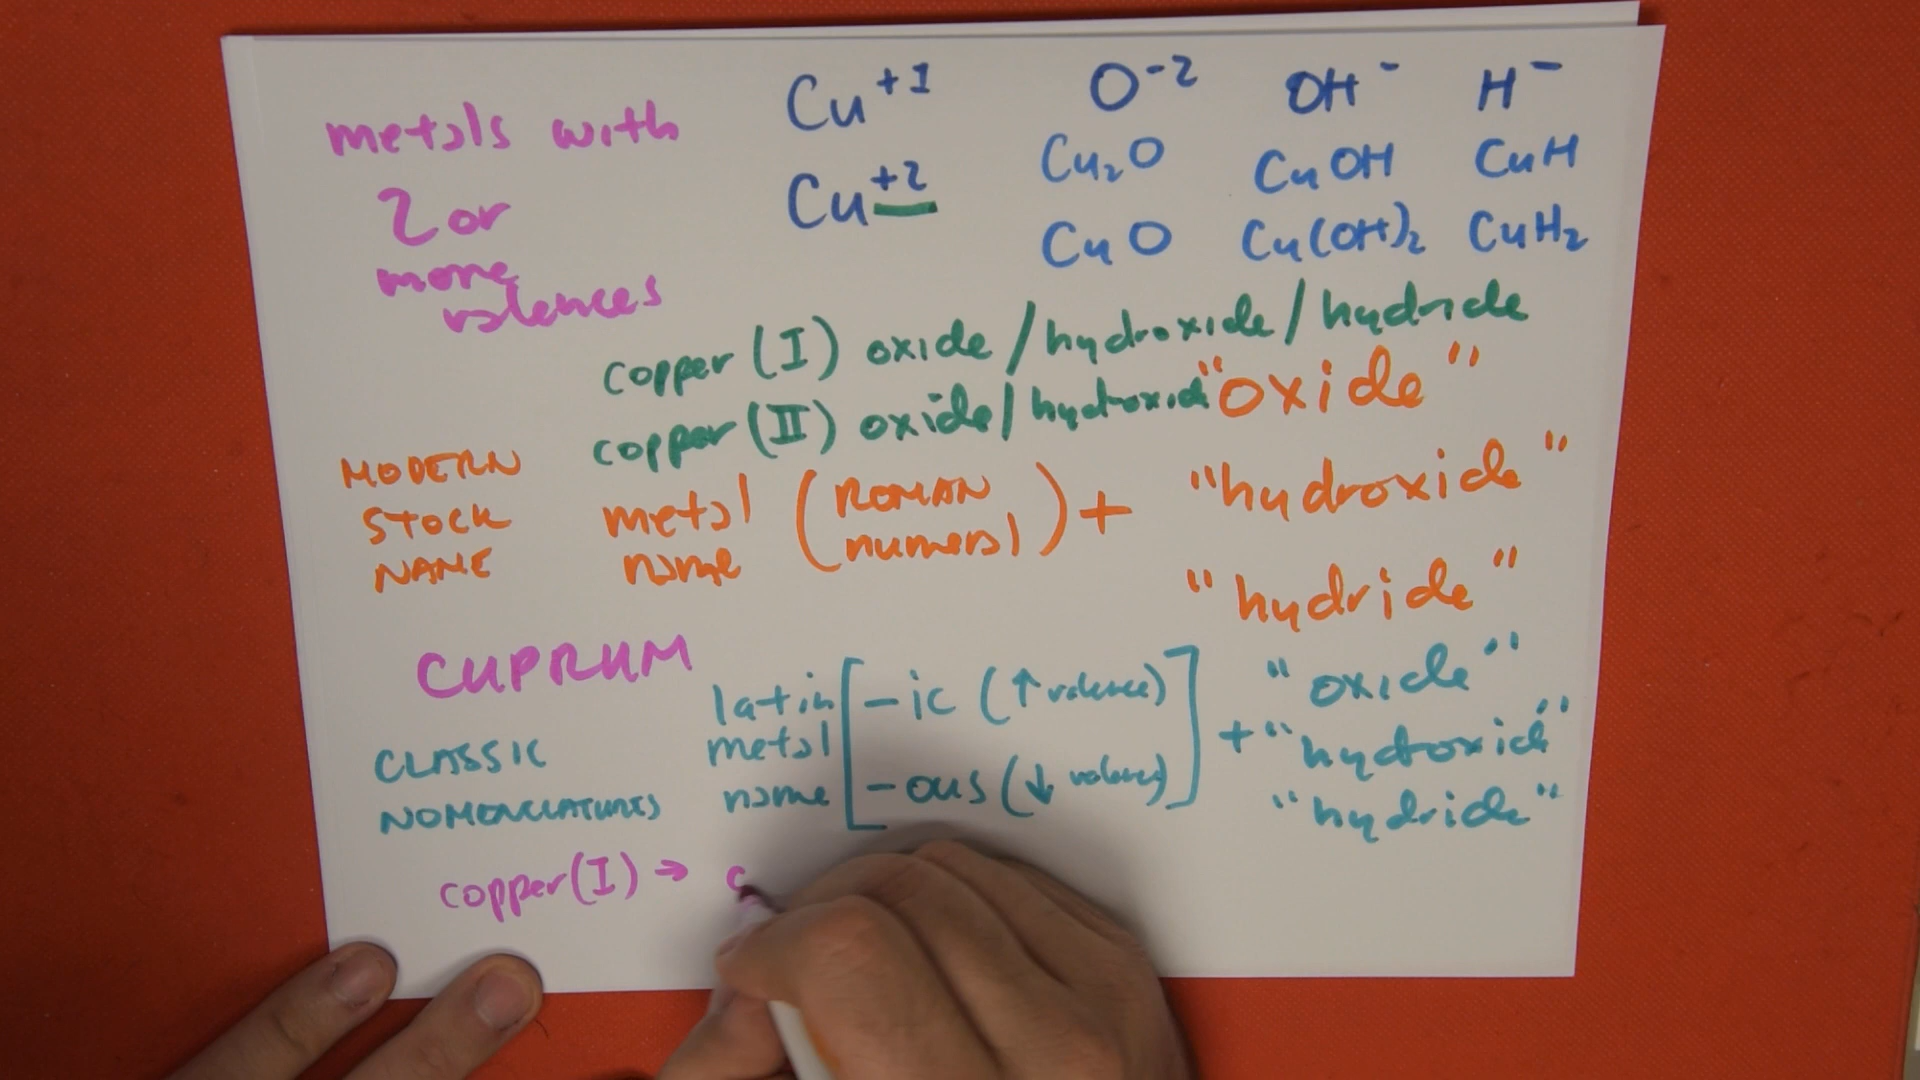 metals with
2 or
more
valences
Cu⁺¹ O⁻² OH⁻ H⁻
Cu⁺² Cu₂O CuOH CuH
CuO Cu(OH)₂ CuH₂
copper (I) oxide / hydroxide / hydride
copper (II) oxide / hydroxid
"oxide"
MODERN
STOCK
NAME
metal
name
(ROMAN
numeral) +
"hydroxide"
"hydride"
CUPRUM
CLASSIC
NOMENCLATURES
latin
metal
name
[-ic (↑ valence)
-ous (↓ valence)] +
"oxide"
"hydroxid"
"hydride"
copper (I) → c